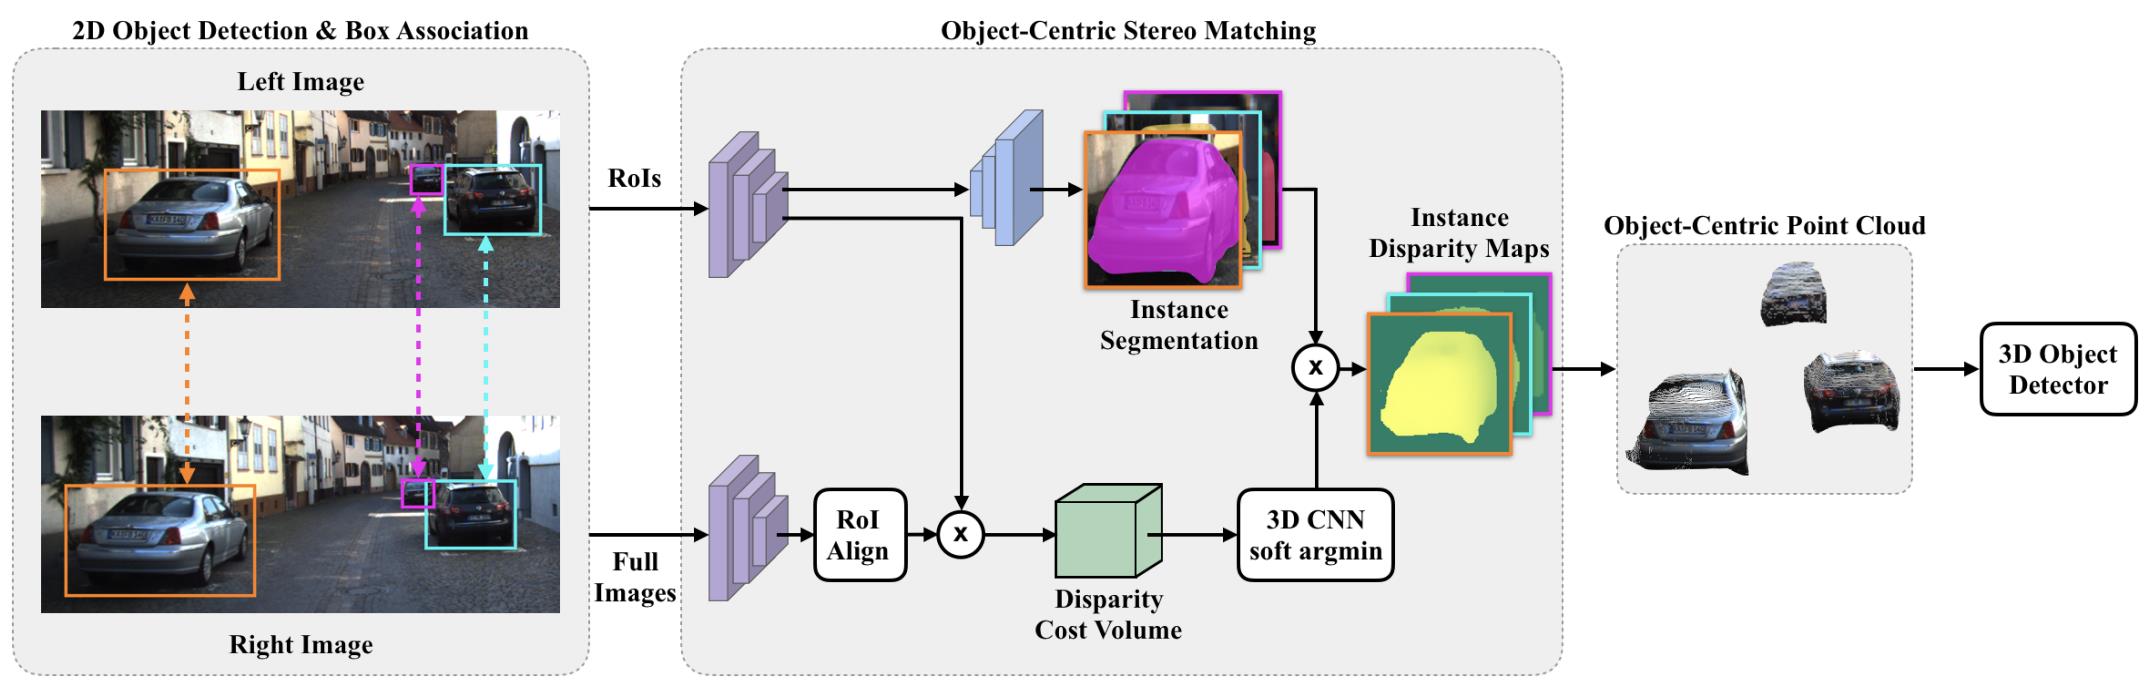 2D Object Detection & Box Association
Left Image
Right Image
RoIs
Full
Images
Object-Centric Stereo Matching
Instance
Segmentation
RoI
Align
x
Disparity
Cost Volume
3D CNN
soft argmin
x
Instance
Disparity Maps
Object-Centric Point Cloud
3D Object
Detector